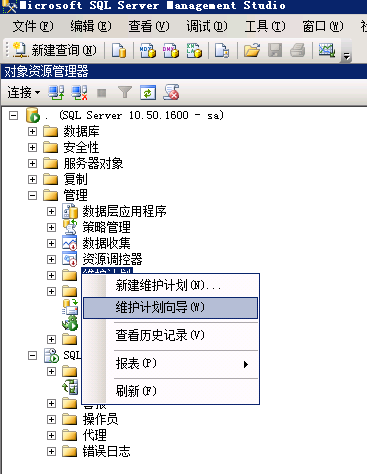 Microsoft SQL Server Management Studio
文件(F) 编辑(E) 查看(V) 调试(D) 工具(T) 窗口(W)
新建查询(N)
对象资源管理器
连接
. (SQL Server 10.50.1600 - sa)
数据库
安全性
服务器对象
复制
管理
数据层应用程序
策略管理
数据收集
资源调控器
维护计划
新建维护计划(N)...
维护计划向导(W)
查看历史记录(V)
报表(P)
刷新(F)
SQL
操作员
代理
错误日志